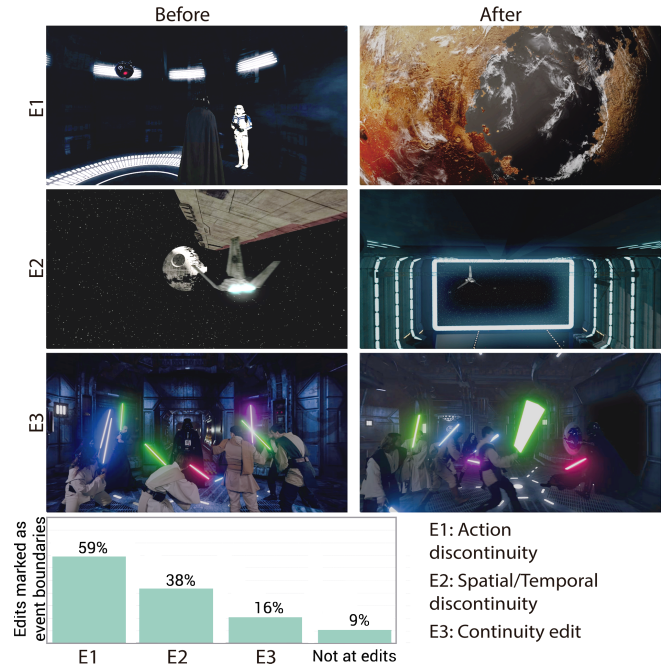 Before
After
E1
E2
E3
Edits marked as
event boundaries
59%
38%
16%
9%
E1
E2
E3
Not at edits
E1: Action
discontinuity
E2: Spatial/Temporal
discontinuity
E3: Continuity edit